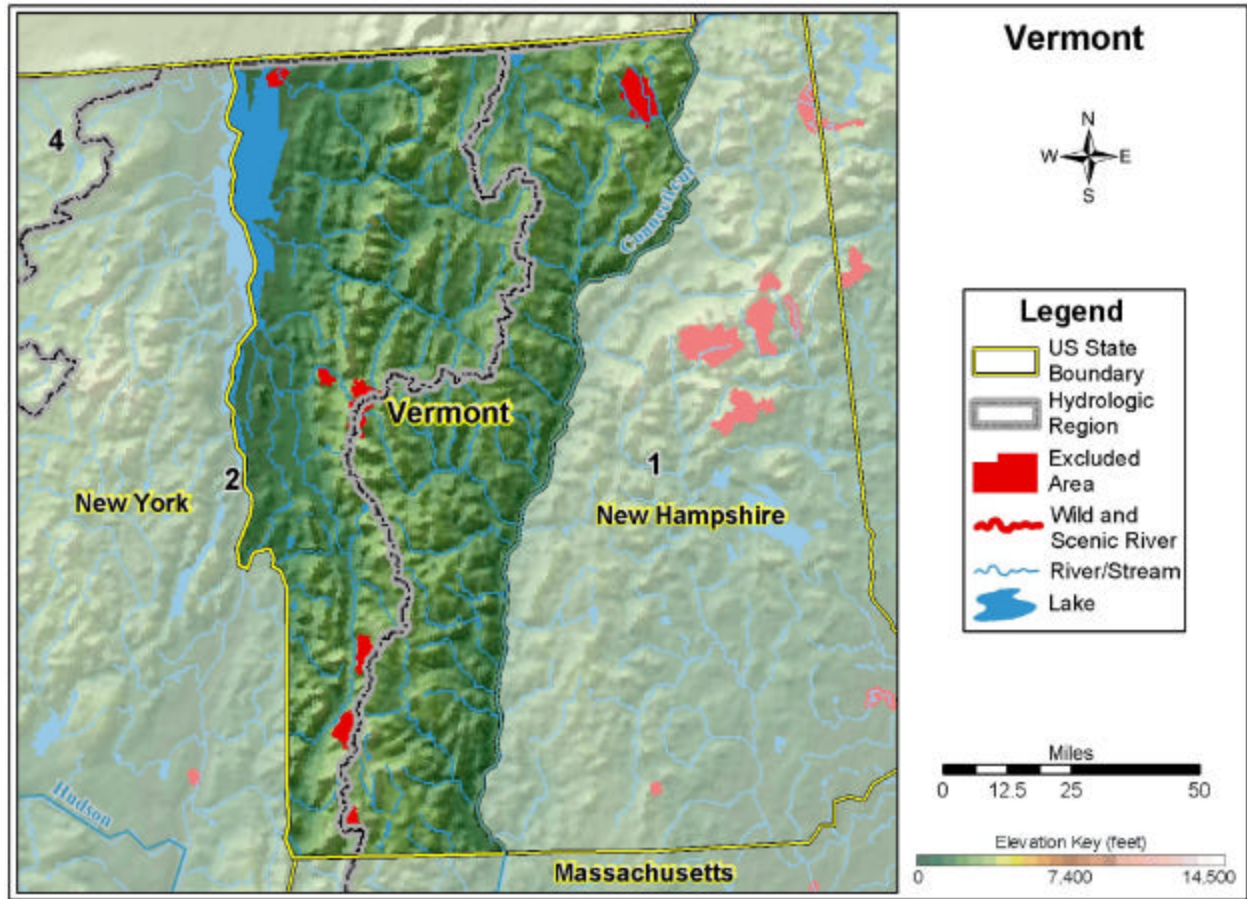 Vermont
N
W E
S
4
Connecticut
Vermont
2
1
New York
New Hampshire
Hudson
Massachusetts
Legend
US State
Boundary
Hydrologic
Region
Excluded
Area
Wild and
Scenic River
River/Stream
Lake
Miles
0 12.5 25 50
Elevation Key (feet)
0 7,400 14,500